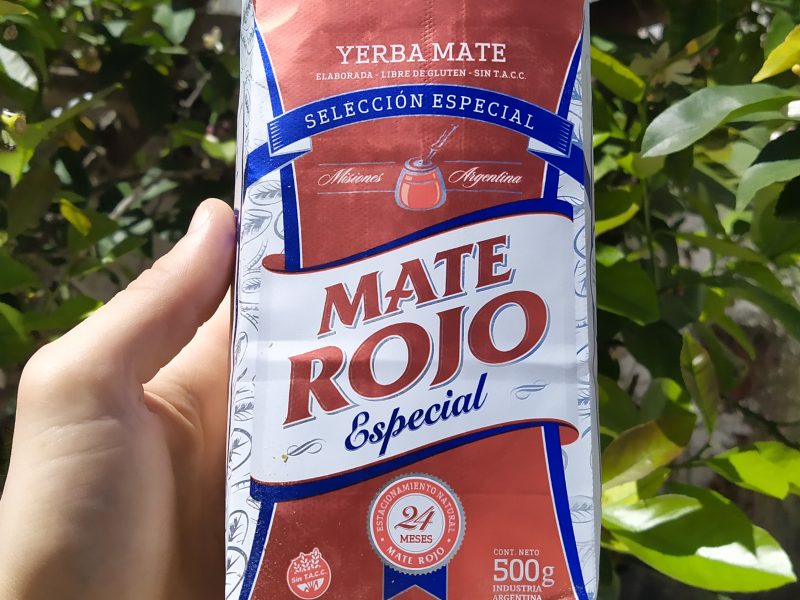 YERBA MATE
ELABORADA - LIBRE DE GLUTEN - SIN T.A.C.C.
SELECCIÓN ESPECIAL
Misiones Argentina
MATE
ROJO
Especial
ESTACIONAMIENTO NATURAL
24
MESES
MATE ROJO
Sin T.A.C.C.
CONT. NETO
500g
INDUSTRIA
ARGENTINA